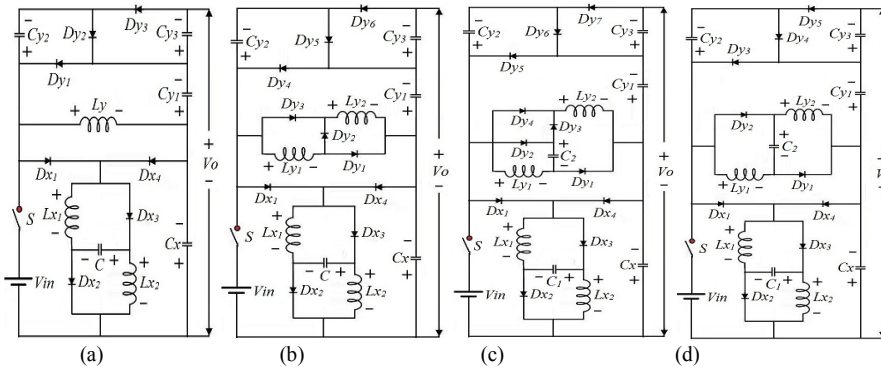 Dy3
Cy2
Dy2
Cy3
Dy1
Cy1
Ly
Dx1
Dx4
Lx1
Dx3
S
C
Cx
Dx2
Lx2
Vin
+ Vo −
(a)
Dy6
Cy2
Dy5
Cy3
Dy4
Cy1
Dy3
Ly2
Dy2
Ly1
Dy1
Dx1
Dx4
Lx1
Dx3
S
C
Cx
Dx2
Lx2
Vin
+ Vo −
(b)
Dy7
Cy2
Dy6
Cy3
Dy5
Cy1
Ly2
Dy4
Dy3
Dy2
C2
Ly1
Dy1
Dx1
Dx4
Lx1
Dx3
S
C1
Cx
Dx2
Lx2
Vin
+ Vo −
(c)
Dy5
Cy2
Dy4
Cy3
Dy3
Cy1
Ly2
Dy2
C2
Ly1
Dy1
Dx1
Dx4
Lx1
Dx3
S
C1
Cx
Dx2
Lx2
Vin
(d)